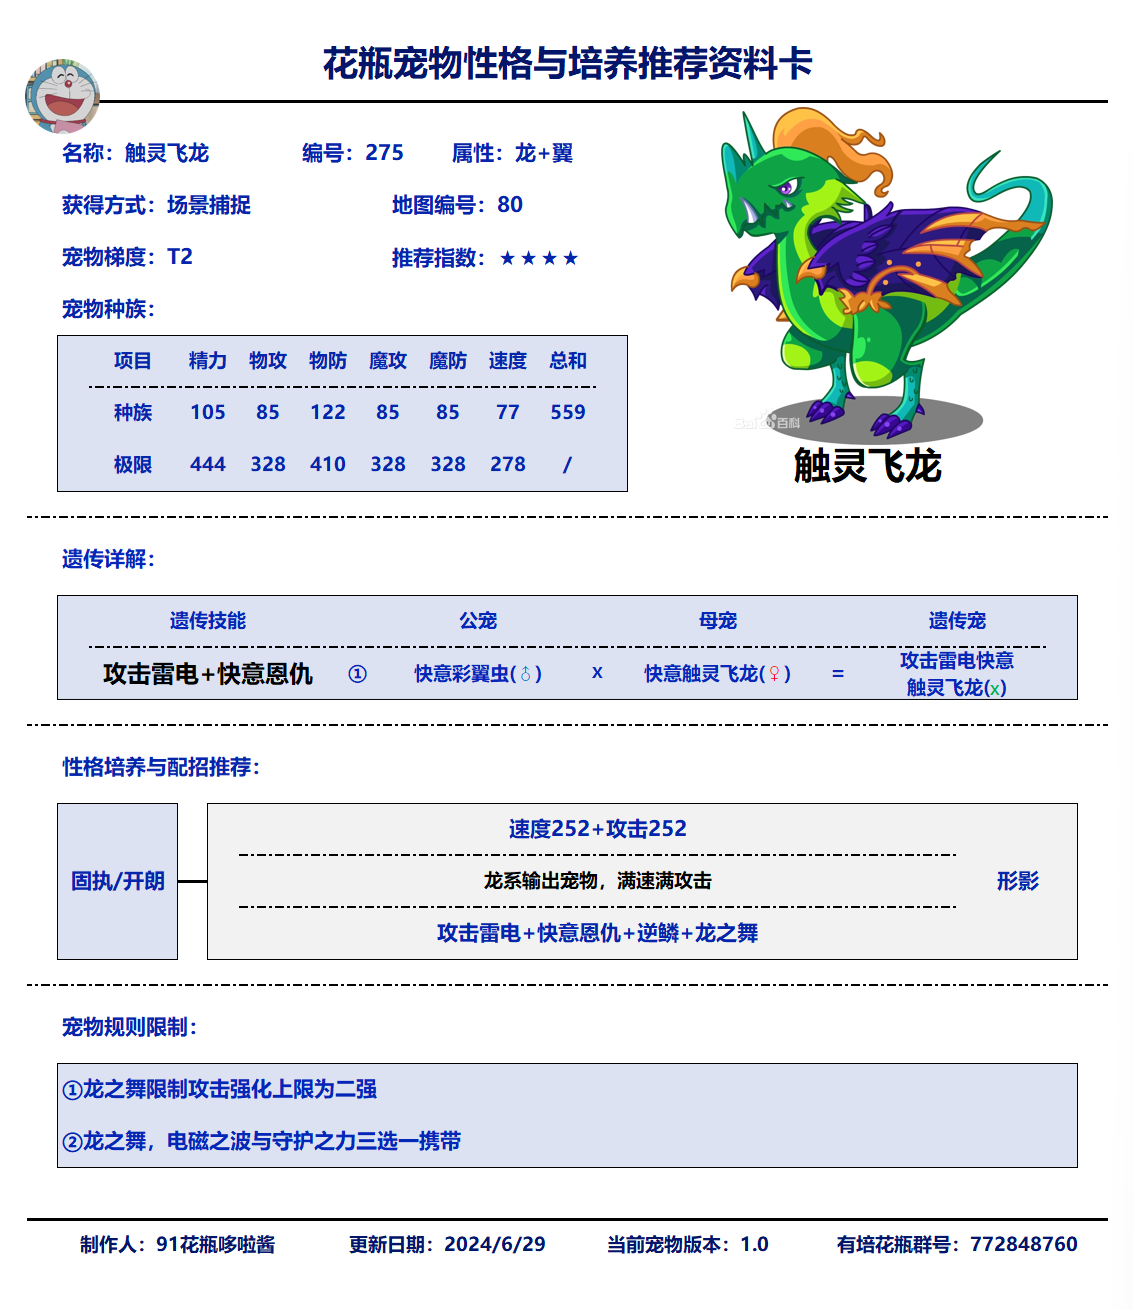 花瓶宠物性格与培养推荐资料卡
名称：触灵飞龙 编号：275 属性：龙+翼
获得方式：场景捕捉 地图编号：80
宠物梯度：T2 推荐指数：★★★★
宠物种族：
项目 精力 物攻 物防 魔攻 魔防 速度 总和
种族 105 85 122 85 85 77 559
极限 444 328 410 328 328 278 /
Baidu百科
触灵飞龙
遗传详解：
遗传技能 公宠 母宠 遗传宠
攻击雷电+快意恩仇 ① 快意彩翼虫(♂) x 快意触灵飞龙(♀) = 攻击雷电快意
触灵飞龙(x)
性格培养与配招推荐：
固执/开朗
速度252+攻击252
龙系输出宠物，满速满攻击
攻击雷电+快意恩仇+逆鳞+龙之舞
形影
宠物规则限制：
①龙之舞限制攻击强化上限为二强
②龙之舞，电磁之波与守护之力三选一携带
制作人：91花瓶哆啦酱 更新日期：2024/6/29 当前宠物版本：1.0 有培花瓶群号：772848760